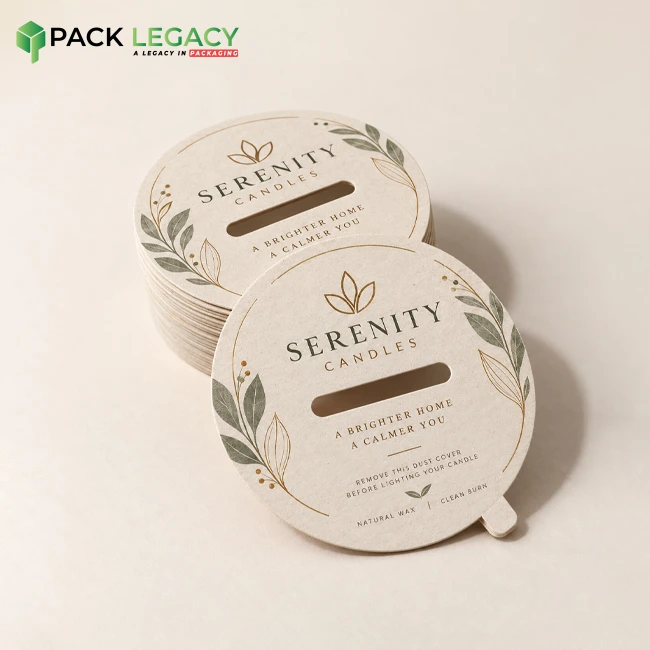 PACK LEGACY
A LEGACY IN PACKAGING
SERENITY
CANDLES
A BRIGHTER HOME
A CALMER YOU
SERENITY
CANDLES
A BRIGHTER HOME
A CALMER YOU
REMOVE THIS DUST COVER
BEFORE LIGHTING YOUR CANDLE
NATURAL WAX | CLEAN BURN